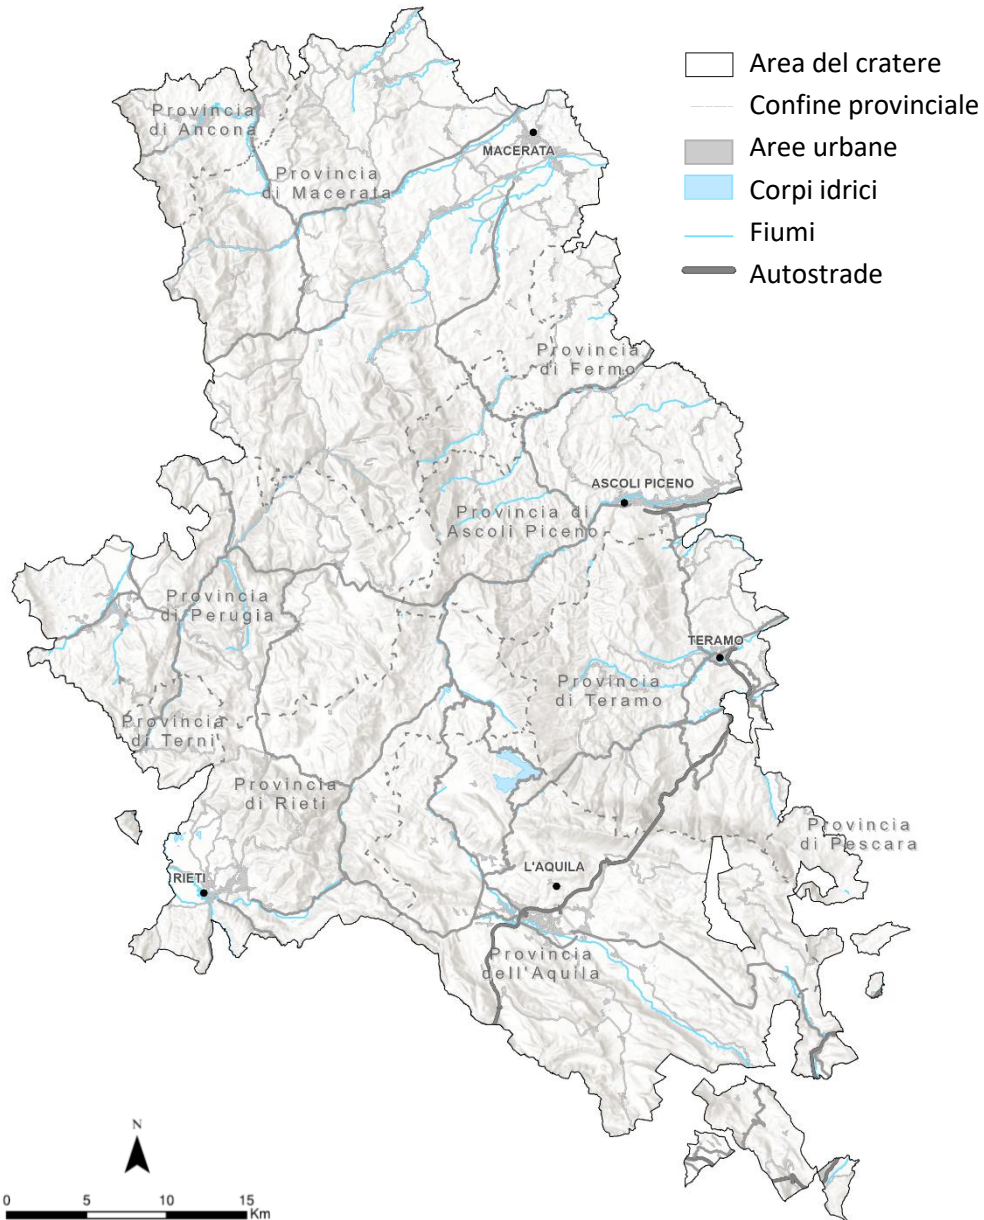 Area del cratere
Confine provinciale
Aree urbane
Corpi idrici
Fiumi
Autostrade
Provincia
di Ancona
MACERATA
Provincia
di Macerata
Provincia
di Fermo
ASCOLI PICENO
Provincia di
Ascoli Piceno
Provincia
di Perugia
TERAMO
Provincia
di Teramo
Provincia
di Terni
Provincia
di Rieti
Provincia
di Pescara
RIETI
L'AQUILA
Provincia
dell'Aquila
N
0 5 10 15
Km